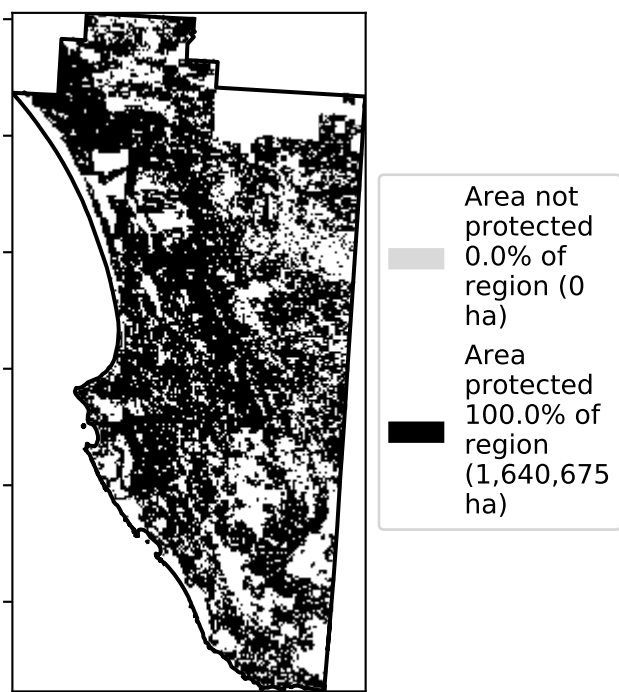 Area not
protected
0.0% of
region (0
ha)
Area
protected
100.0% of
region
(1,640,675
ha)